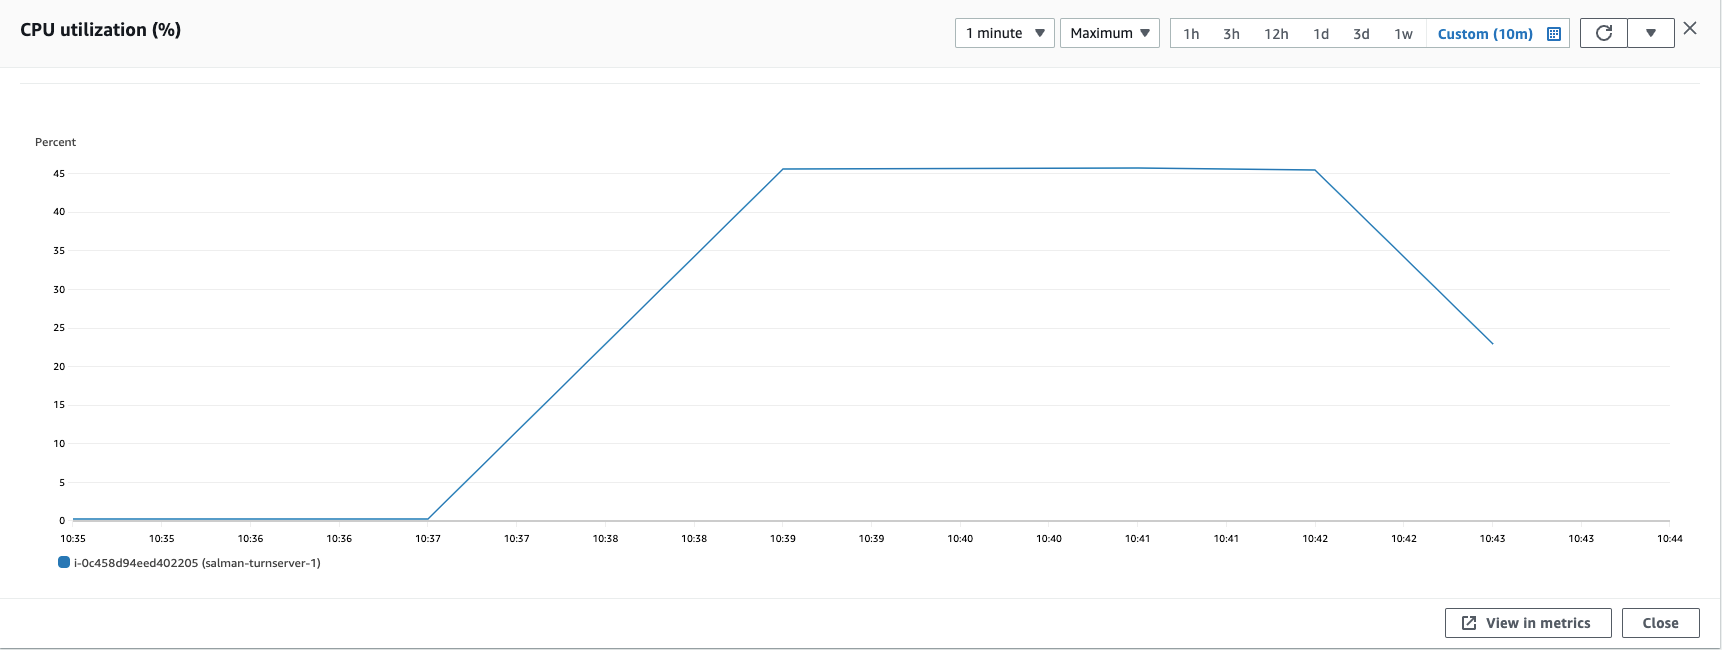 CPU utilization (%)
1 minute
Maximum
1h 3h 12h 1d 3d 1w Custom (10m)
Percent
45
40
35
30
25
20
15
10
5
0
10:35 10:35 10:36 10:36 10:37 10:37 10:38 10:38 10:39 10:39 10:40 10:40 10:41 10:41 10:42 10:42 10:43 10:43 10:44
i-0c458d94eed402205 (salman-turnserver-1)
View in metrics
Close